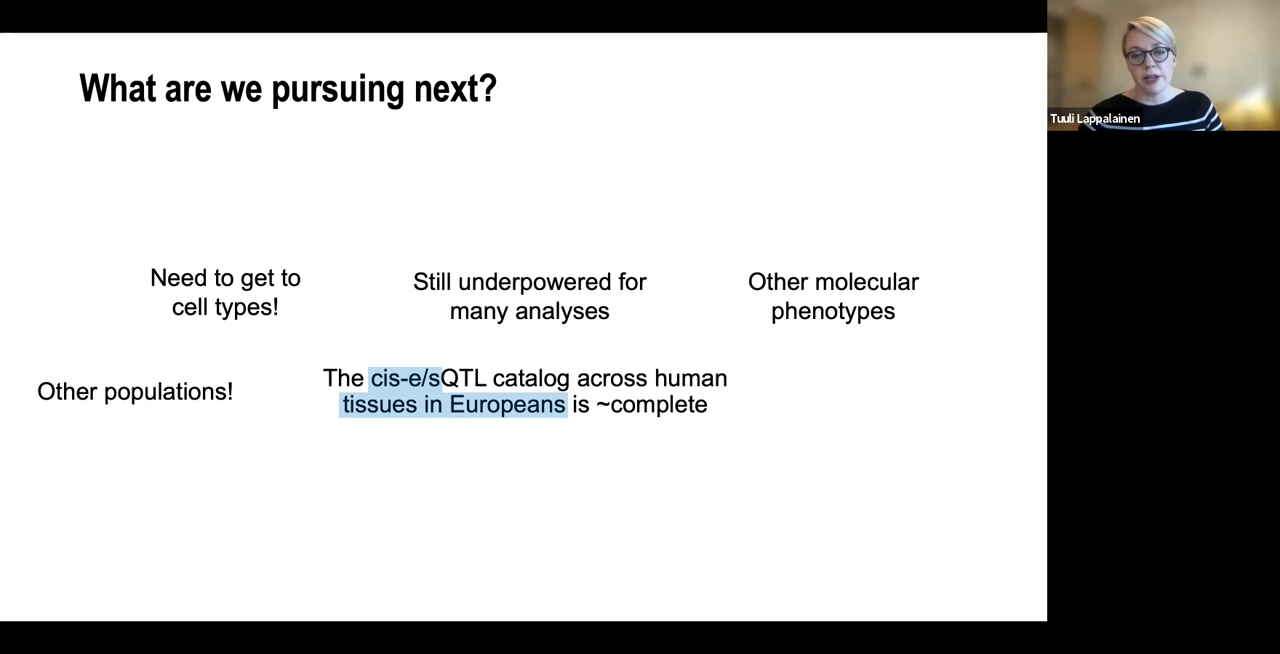 What are we pursuing next?
Tuuli Lappalainen
Need to get to
cell types!
Still underpowered for
many analyses
Other molecular
phenotypes
Other populations!
The cis-e/sQTL catalog across human
tissues in Europeans is ~complete